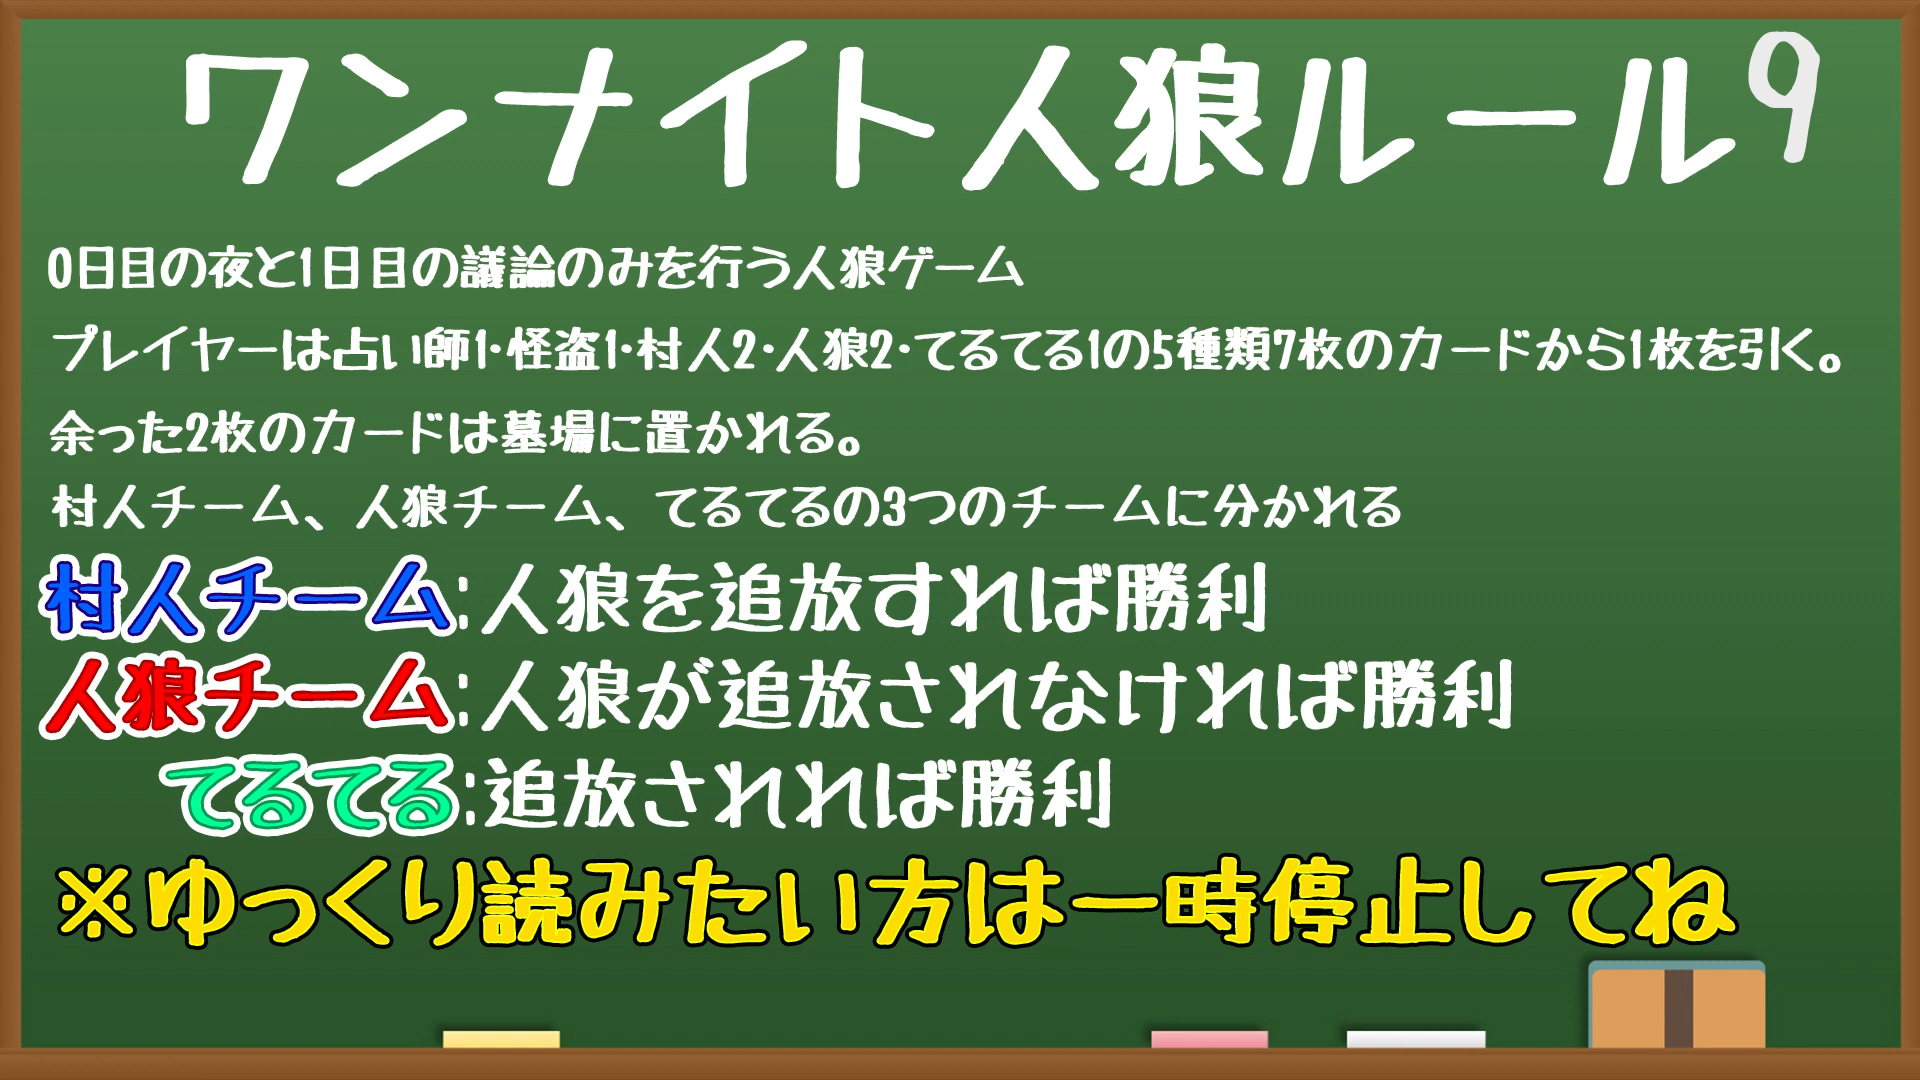 ワンナイト人狼ルール9
0日目の夜と1日目の議論のみを行う人狼ゲーム
プレイヤーは占い師1・怪盗1・村人2・人狼2・てるてる1の5種類7枚のカードから1枚を引く。
余った2枚のカードは墓場に置かれる。
村人チーム、人狼チーム、てるてるの3つのチームに分かれる
村人チーム:人狼を追放すれば勝利
人狼チーム:人狼が追放されなければ勝利
てるてる:追放されれば勝利
※ゆっくり読みたい方は一時停止してね